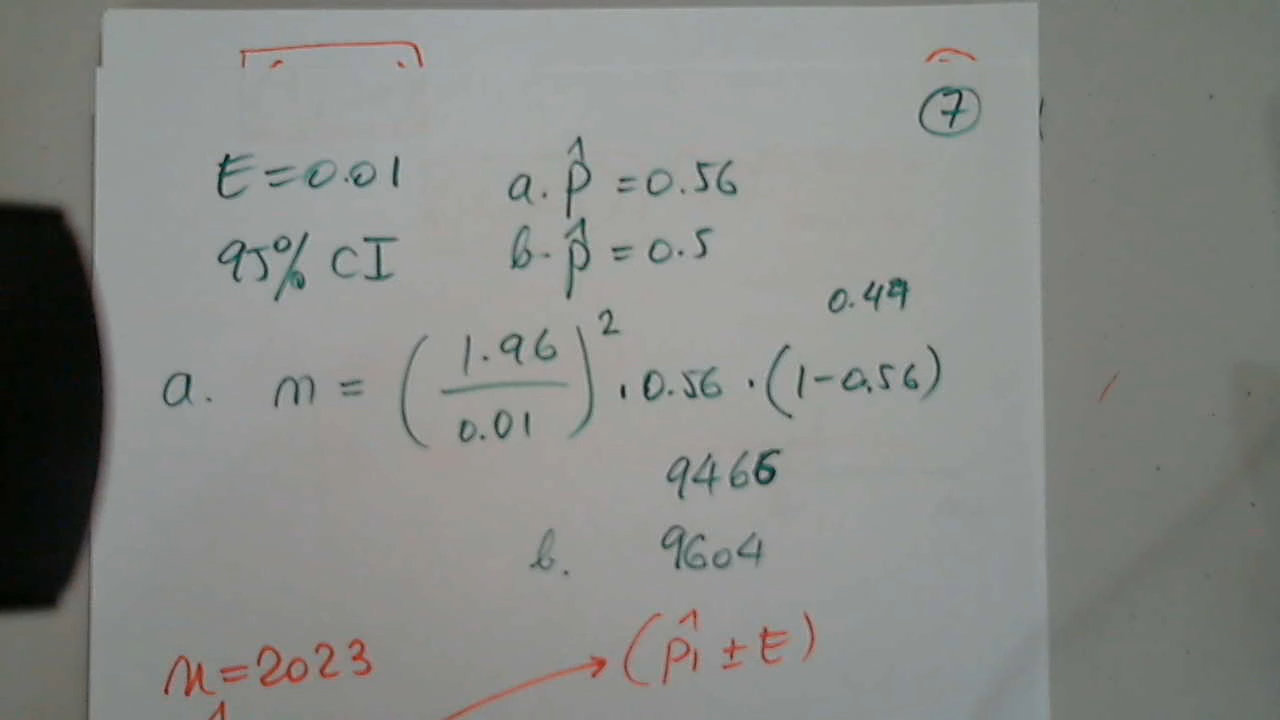 7
E = 0.01 a. p̂ = 0.56
95% CI b. p̂ = 0.5
0.44
a. n = (1.96/0.01)² · 0.56 · (1 - 0.56)
9466
b. 9604
n = 2023 → (p̂₁ ± E)